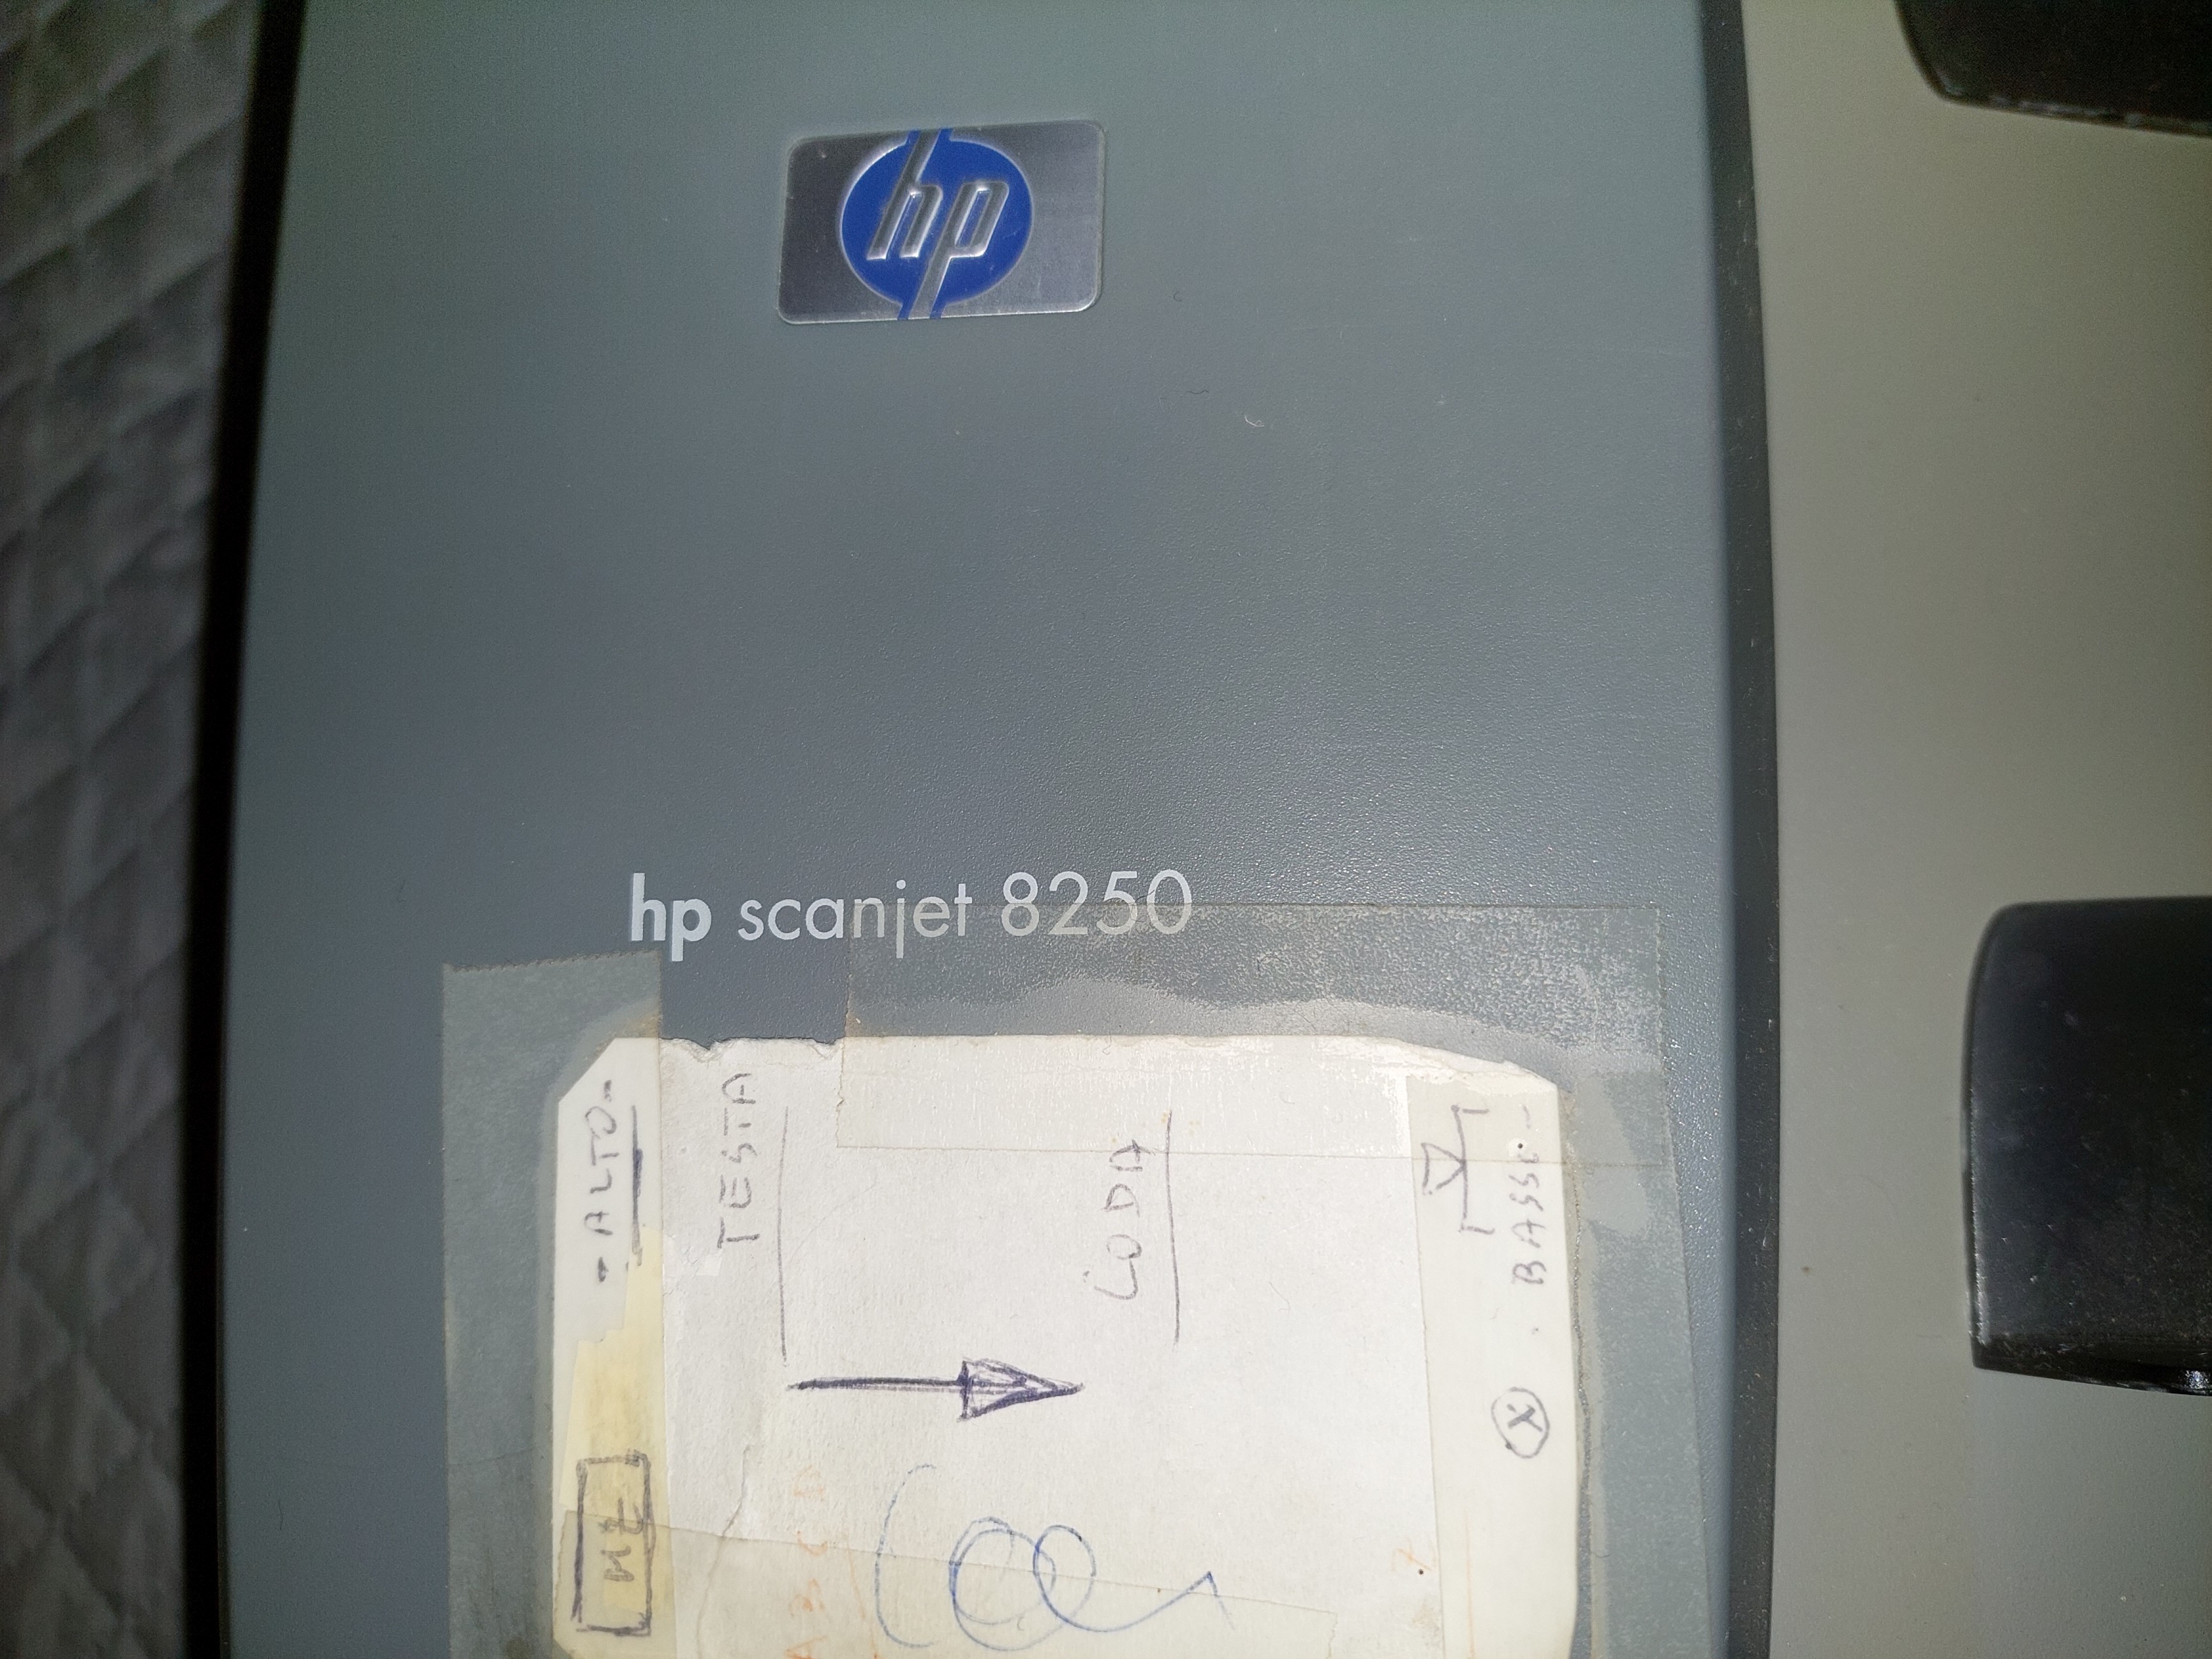 hp
hp scanjet 8250
- ALTO -
TESTA
CODA
BASSO -
X
A B C D